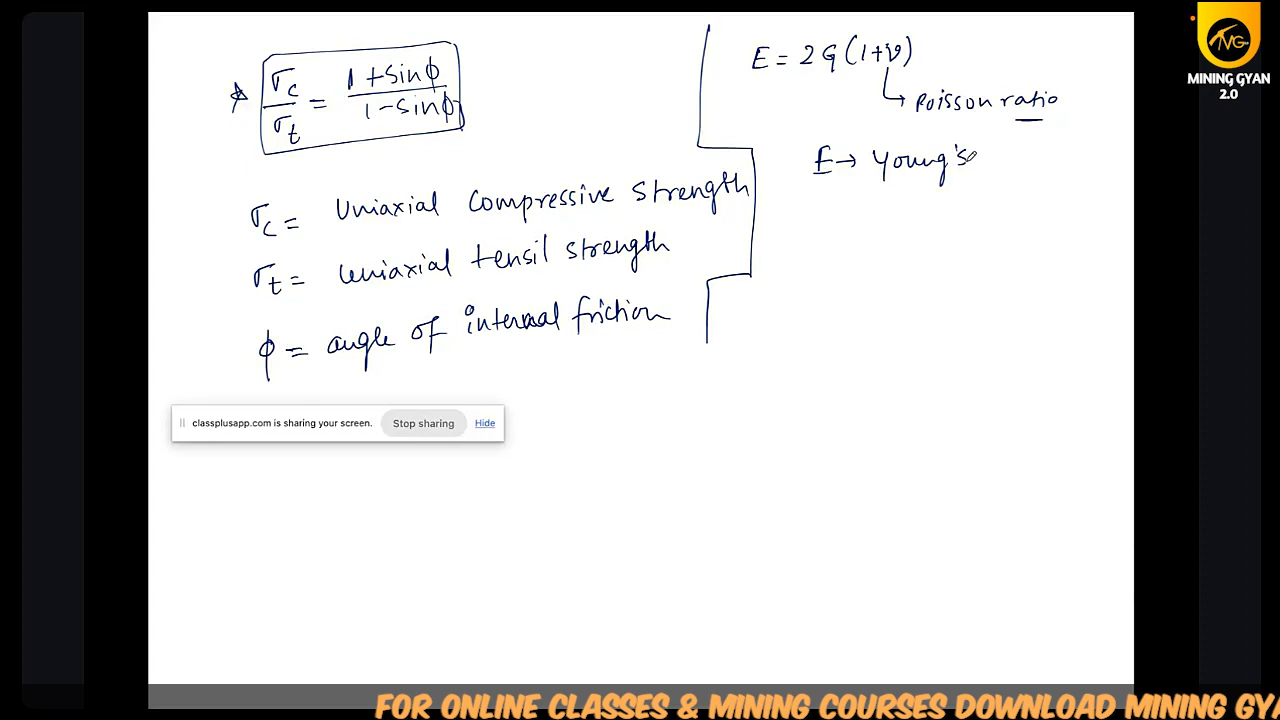 ☆ σc/σt = 1+sinϕ/1-sinϕ
σc = Uniaxial Compressive Strength
σt = Uniaxial tensil Strength
ϕ = angle of internal friction
E = 2G(1+ν)
Poisson ratio
E → Young's
classplusapp.com is sharing your screen. Stop sharing Hide
TNG
MINING GYAN
2.0
FOR ONLINE CLASSES & MINING COURSES DOWNLOAD MINING GY